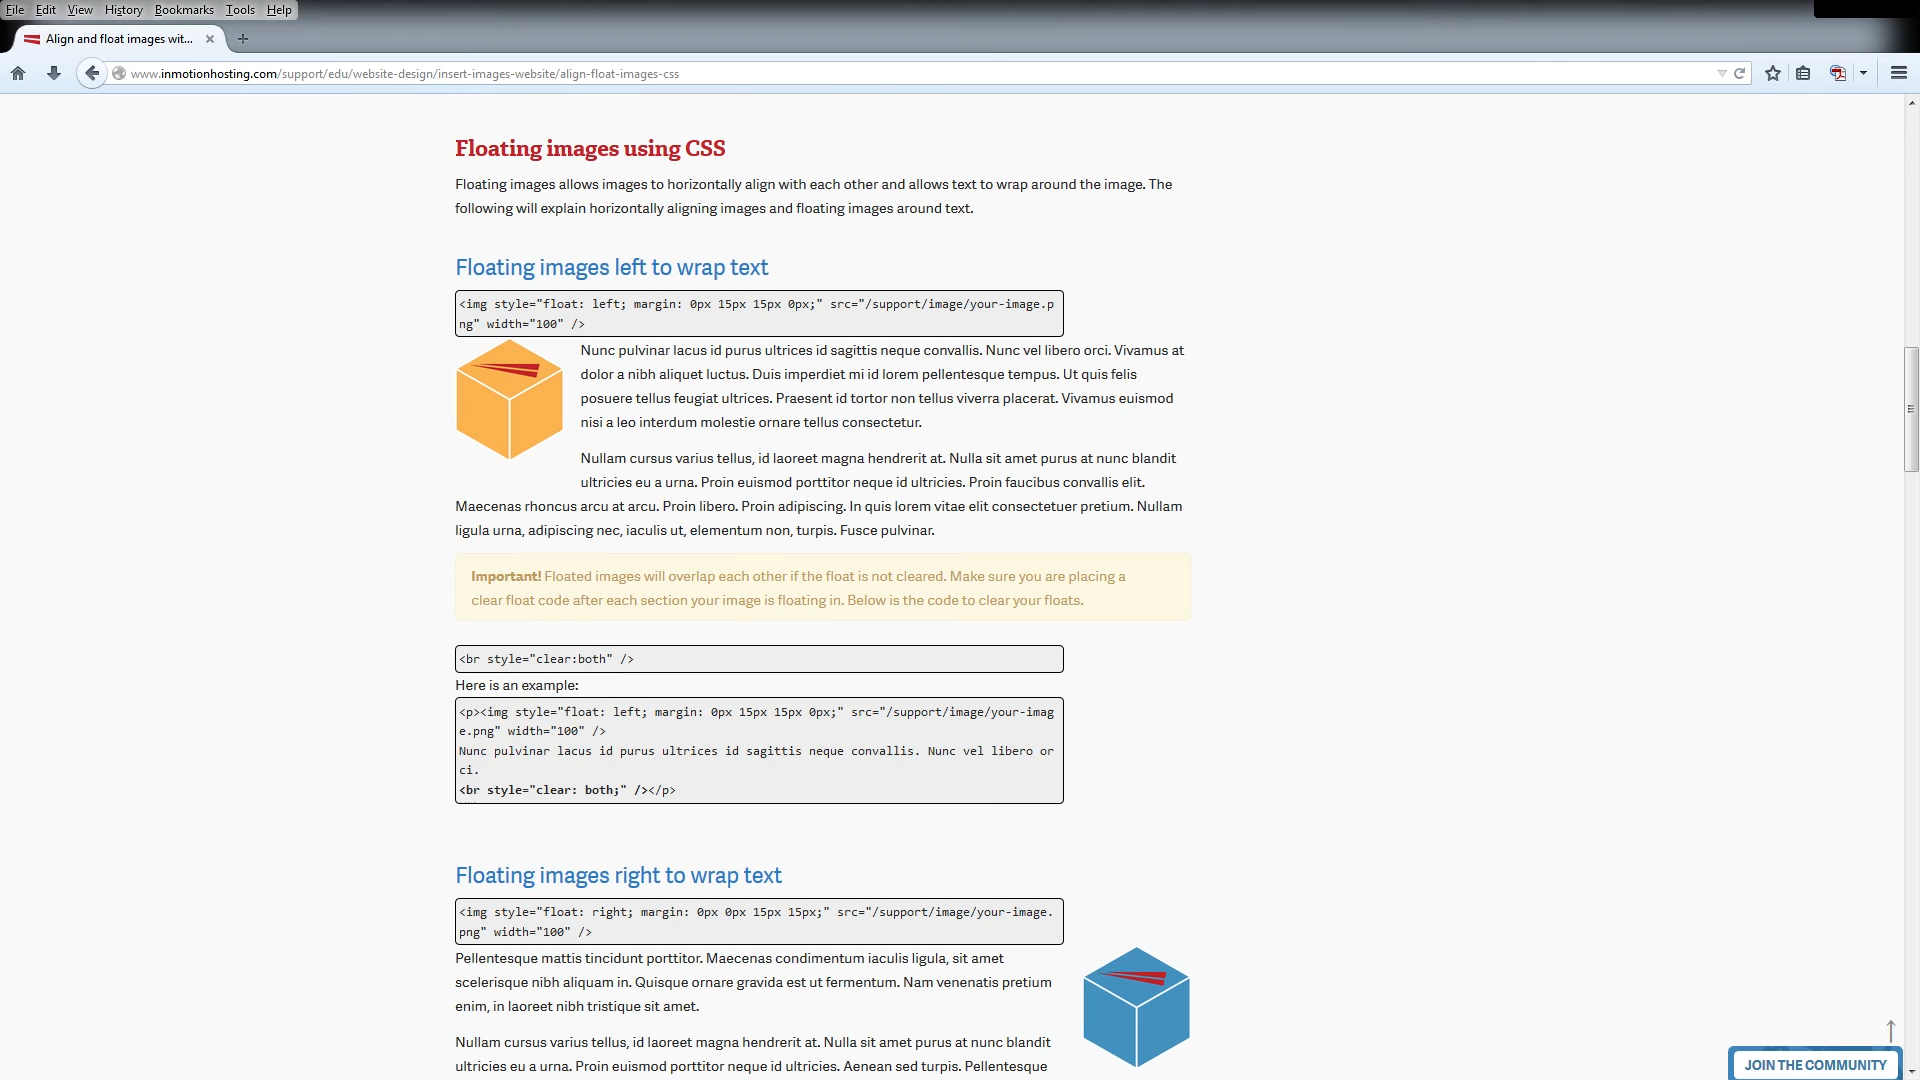 File Edit View History Bookmarks Tools Help
Align and float images wit...
www.inmotionhosting.com/support/edu/website-design/insert-images-website/align-float-images-css
Floating images using CSS
Floating images allows images to horizontally align with each other and allows text to wrap around the image. The
following will explain horizontally aligning images and floating images around text.
Floating images left to wrap text
<img style="float: left; margin: 0px 15px 15px 0px;" src="/support/image/your-image.p
ng" width="100" />
Nunc pulvinar lacus id purus ultrices id sagittis neque convallis. Nunc vel libero orci. Vivamus at
dolor a nibh aliquet luctus. Duis imperdiet mi id lorem pellentesque tempus. Ut quis felis
posuere tellus feugiat ultrices. Praesent id tortor non tellus viverra placerat. Vivamus euismod
nisi a leo interdum molestie ornare tellus consectetur.
Nullam cursus varius tellus, id laoreet magna hendrerit at. Nulla sit amet purus at nunc blandit
ultricies eu a urna. Proin euismod porttitor neque id ultricies. Proin faucibus convallis elit.
Maecenas rhoncus arcu at arcu. Proin libero. Proin adipiscing. In quis lorem vitae elit consectetuer pretium. Nullam
ligula urna, adipiscing nec, iaculis ut, elementum non, turpis. Fusce pulvinar.
Important! Floated images will overlap each other if the float is not cleared. Make sure you are placing a
clear float code after each section your image is floating in. Below is the code to clear your floats.
<br style="clear:both" />
Here is an example:
<p><img style="float: left; margin: 0px 15px 15px 0px;" src="/support/image/your-imag
e.png" width="100" />
Nunc pulvinar lacus id purus ultrices id sagittis neque convallis. Nunc vel libero or
ci.
<br style="clear: both;" /></p>
Floating images right to wrap text
<img style="float: right; margin: 0px 0px 15px 15px;" src="/support/image/your-image.
png" width="100" />
Pellentesque mattis tincidunt porttitor. Maecenas condimentum iaculis ligula, sit amet
scelerisque nibh aliquam in. Quisque ornare gravida est ut fermentum. Nam venenatis pretium
enim, in laoreet nibh tristique sit amet.
Nullam cursus varius tellus, id laoreet magna hendrerit at. Nulla sit amet purus at nunc blandit
ultricies eu a urna. Proin euismod porttitor neque id ultricies. Aenean sed turpis. Pellentesque
JOIN THE COMMUNITY